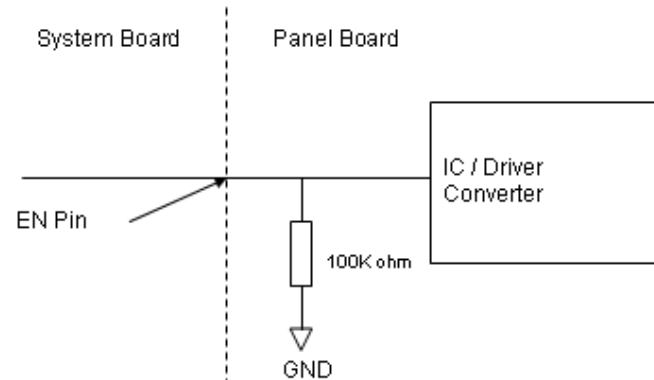 System Board
Panel Board
IC / Driver
Converter
EN Pin
100K ohm
GND